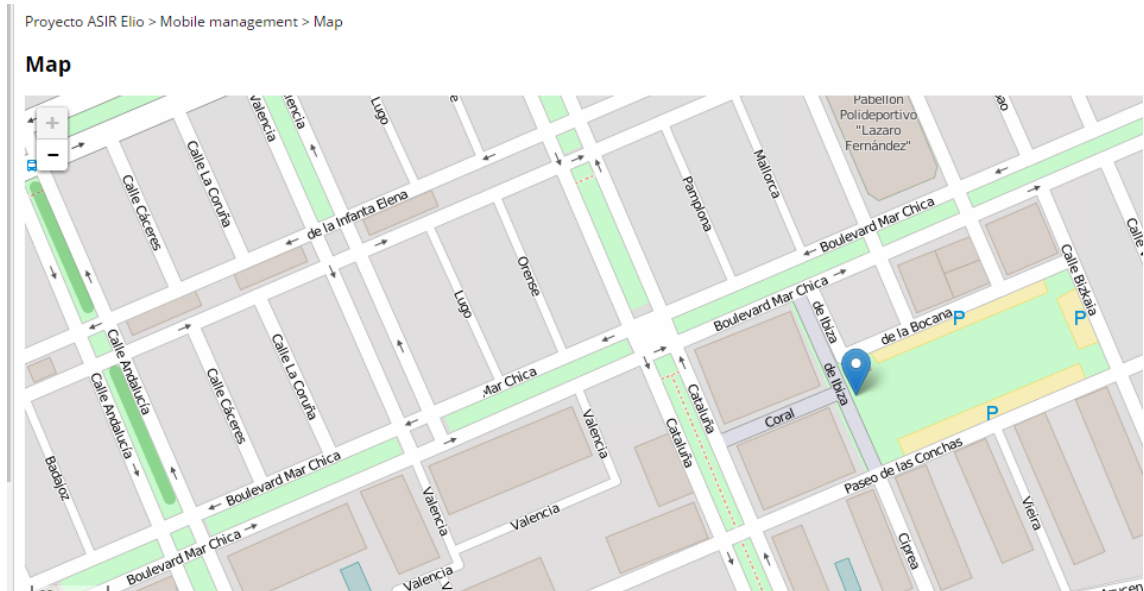 Proyecto ASIR Elio > Mobile management > Map
Map
+
−
Valencia
Lugo
Pabellón
Polideportivo
"Lazaro
Fernández"
Calle La Coruña
Calle Cáceres
Mallorca
Pamplona
de la Infanta Elena
Boulevard Mar Chica
Calle Bizkaia
Orense
Lugo
Boulevard Mar Chica
de Ibiza
de la Bocana
P
P
Calle Andalucía
Calle La Coruña
de Ibiza
Calle Andalucía
Calle Cáceres
Mar Chica
Cataluña
Coral
P
Valencia
Cataluña
Badajoz
Boulevard Mar Chica
Paseo de las Conchas
Valencia
Valencia
Vieira
Boulevard Mar Chica
Ciprea
Valencia